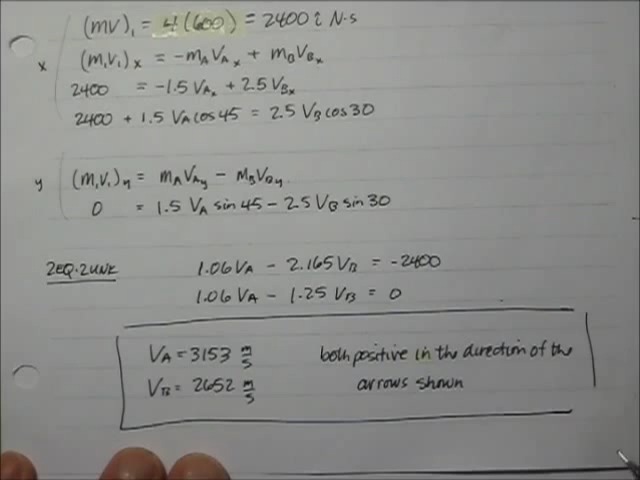 (mV)₁ = 4(600) = 2400 î N·s
x (m₁V₁)ₓ = -m_A V_Aₓ + m_B V_Bₓ
2400 = -1.5 V_Aₓ + 2.5 V_Bₓ
2400 + 1.5 V_A cos 45 = 2.5 V_B cos 30
y (m₁V₁)_y = m_A V_Ay - m_B V_By
0 = 1.5 V_A sin 45 - 2.5 V_B sin 30
2EQ·2UNK 1.06 V_A - 2.165 V_B = -2400
1.06 V_A - 1.25 V_B = 0
V_A = 3153 m/s both positive in the direction of the
V_B = 2652 m/s arrows shown